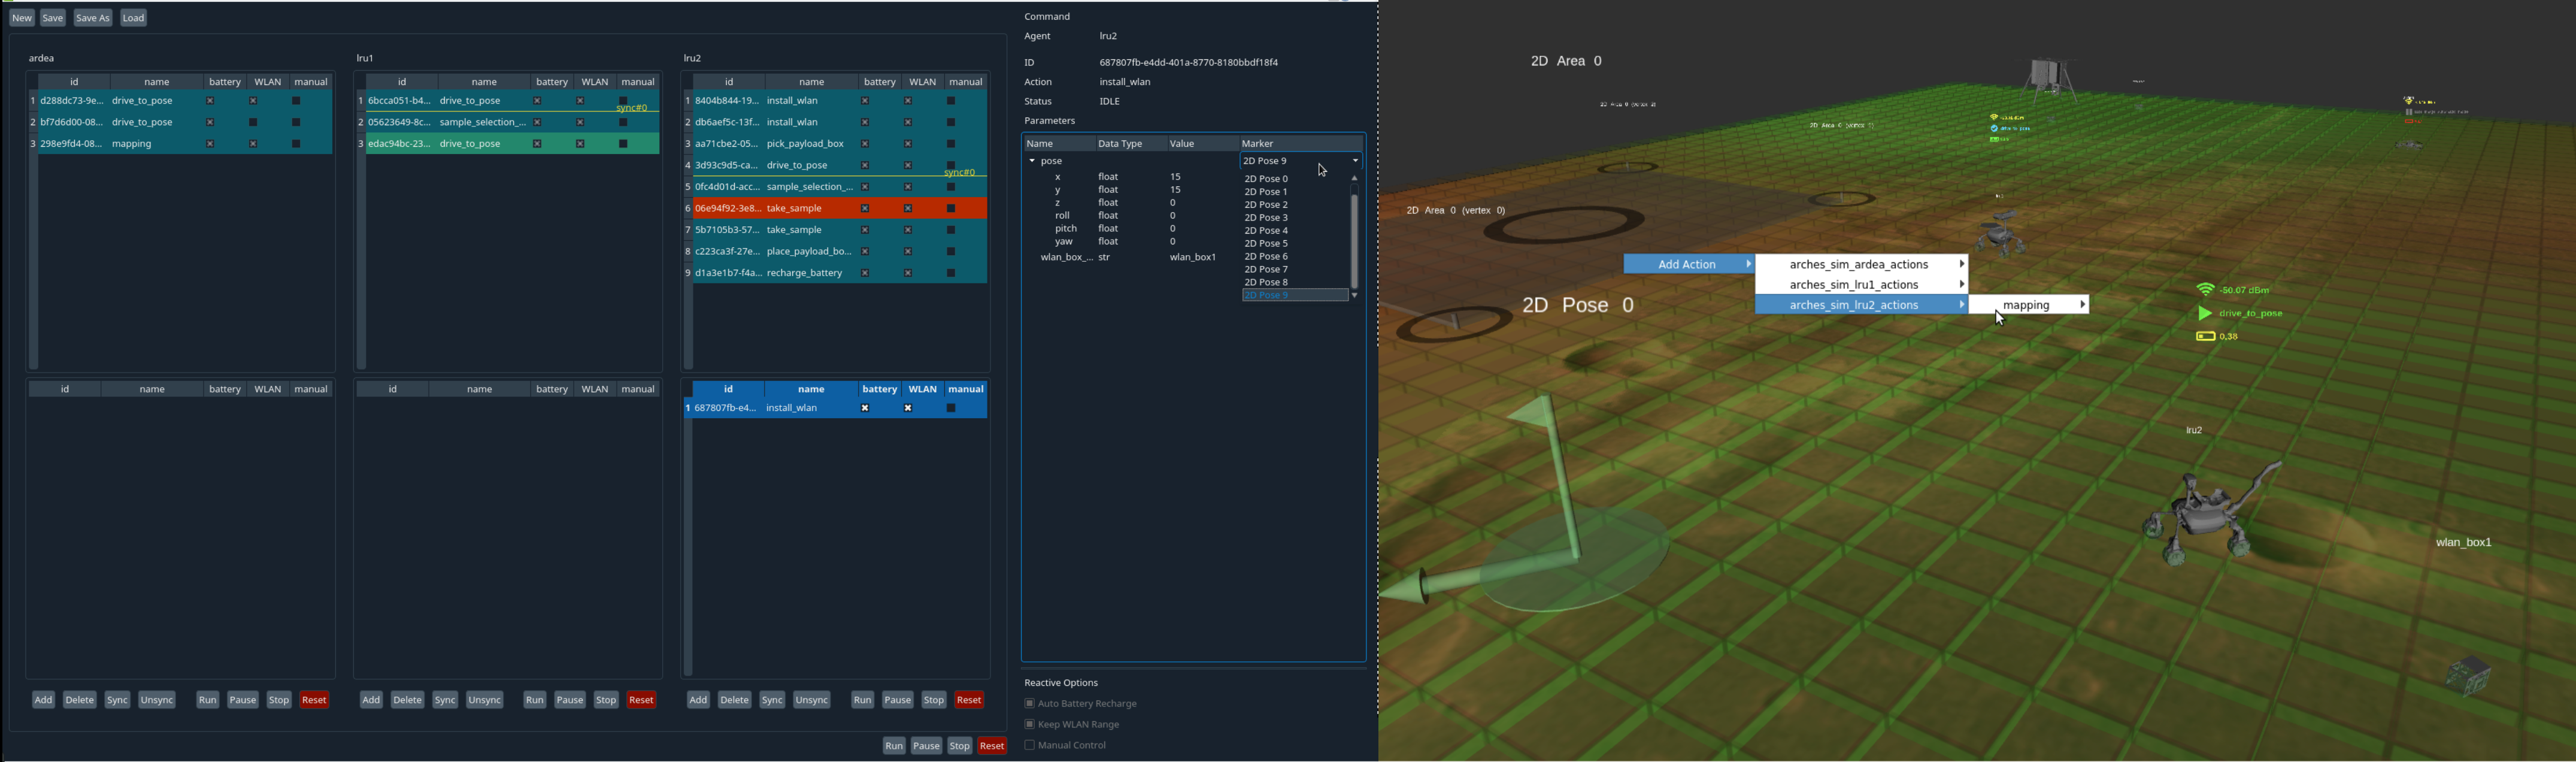 New Save Save As Load
ardea
id name battery WLAN manual
1 d288dc73-9e... drive_to_pose
2 bf7d6d00-08... drive_to_pose
3 298e9fd4-08... mapping
id name battery WLAN manual
Add Delete Sync Unsync Run Pause Stop Reset
lru1
id name battery WLAN manual
1 6bcca051-b4... drive_to_pose
sync#0
2 05623649-8c... sample_selection_...
3 edac94bc-23... drive_to_pose
id name battery WLAN manual
Add Delete Sync Unsync Run Pause Stop Reset
lru2
id name battery WLAN manual
1 8404b844-19... install_wlan
2 db6aef5c-13f... install_wlan
3 aa71cbe2-05... pick_payload_box
4 3d93c9d5-ca... drive_to_pose
sync#0
5 0fc4d01d-acc... sample_selection_...
6 06e94f92-3e8... take_sample
7 5b7105b3-57... take_sample
8 c223ca3f-27e... place_payload_bo...
9 d1a3e1b7-f4a... recharge_battery
id name battery WLAN manual
1 687807fb-e4... install_wlan
Add Delete Sync Unsync Run Pause Stop Reset
Run Pause Stop Reset
Command
Agent lru2
ID 687807fb-e4dd-401a-8770-8180bbdf18f4
Action install_wlan
Status IDLE
Parameters
Name Data Type Value Marker
pose 2D Pose 9
x float 15
y float 15
z float 0
roll float 0
pitch float 0
yaw float 0
wlan_box_... str wlan_box1
2D Pose 0
2D Pose 1
2D Pose 2
2D Pose 3
2D Pose 4
2D Pose 5
2D Pose 6
2D Pose 7
2D Pose 8
2D Pose 9
Reactive Options
Auto Battery Recharge
Keep WLAN Range
Manual Control
2D Area 0
2D Area 0 (vertex 2)
2D Area 0 (vertex 1)
2D Area 0 (vertex 0)
Add Action
arches_sim_ardea_actions
arches_sim_lru1_actions
arches_sim_lru2_actions
mapping
2D Pose 0
-50.07 dBm
drive_to_pose
0.38
lru2
wlan_box1